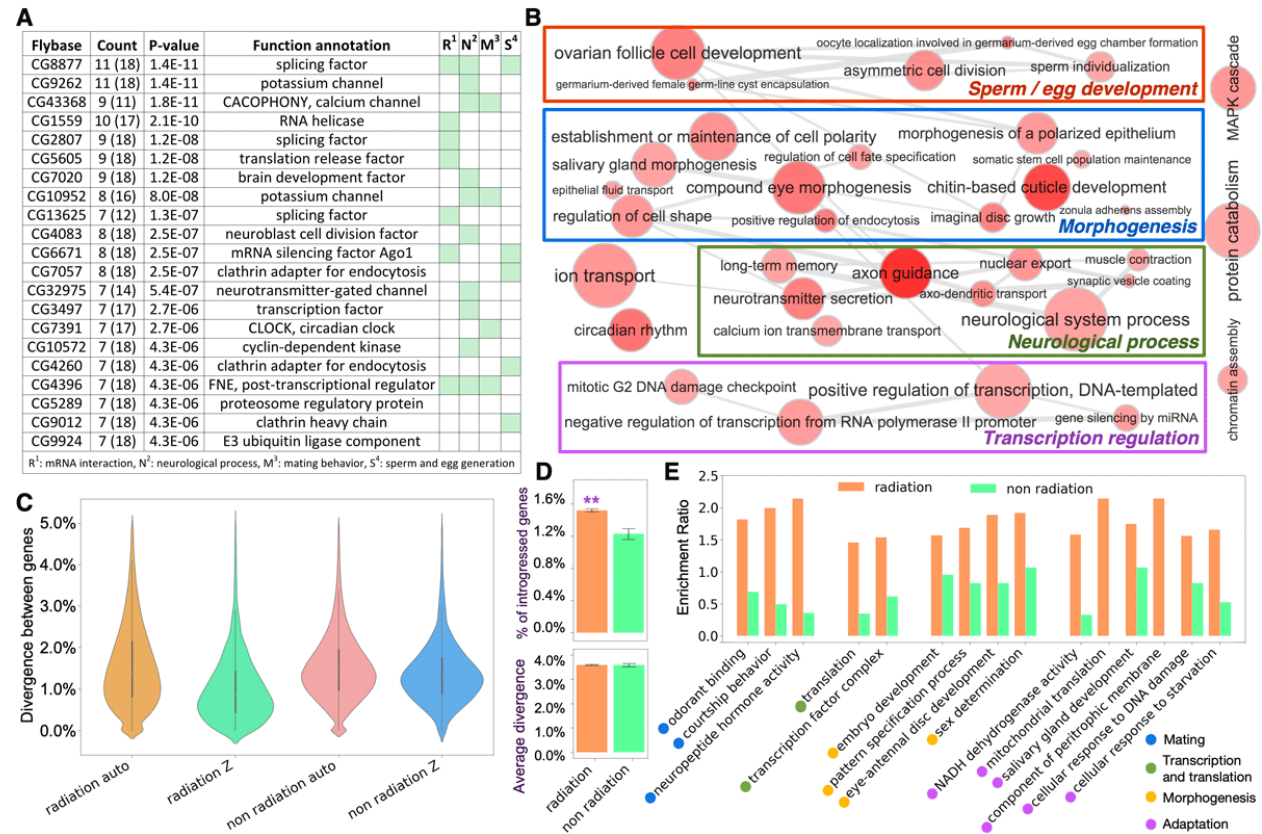 A
Flybase Count P-value Function annotation R¹ N² M³ S⁴
CG8877 11 (18) 1.4E-11 splicing factor
CG9262 11 (18) 1.4E-11 potassium channel
CG43368 9 (11) 1.8E-11 CACOPHONY, calcium channel
CG1559 10 (17) 2.1E-10 RNA helicase
CG2807 9 (18) 1.2E-08 splicing factor
CG5605 9 (18) 1.2E-08 translation release factor
CG7020 9 (18) 1.2E-08 brain development factor
CG10952 8 (16) 8.0E-08 potassium channel
CG13625 7 (12) 1.3E-07 splicing factor
CG4083 8 (18) 2.5E-07 neuroblast cell division factor
CG6671 8 (18) 2.5E-07 mRNA silencing factor Ago1
CG7057 8 (18) 2.5E-07 clathrin adapter for endocytosis
CG32975 7 (14) 5.4E-07 neurotransmitter-gated channel
CG3497 7 (17) 2.7E-06 transcription factor
CG7391 7 (17) 2.7E-06 CLOCK, circadian clock
CG10572 7 (18) 4.3E-06 cyclin-dependent kinase
CG4260 7 (18) 4.3E-06 clathrin adapter for endocytosis
CG4396 7 (18) 4.3E-06 FNE, post-transcriptional regulator
CG5289 7 (18) 4.3E-06 proteosome regulatory protein
CG9012 7 (18) 4.3E-06 clathrin heavy chain
CG9924 7 (18) 4.3E-06 E3 ubiquitin ligase component
R¹: mRNA interaction, N²: neurological process, M³: mating behavior, S⁴: sperm and egg generation
B
ovarian follicle cell development
oocyte localization involved in germarium-derived egg chamber formation
asymmetric cell division
sperm individualization
germarium-derived female germ-line cyst encapsulation
Sperm / egg development
establishment or maintenance of cell polarity
morphogenesis of a polarized epithelium
salivary gland morphogenesis
regulation of cell fate specification
somatic stem cell population maintenance
epithelial fluid transport
compound eye morphogenesis
chitin-based cuticle development
regulation of cell shape
positive regulation of endocytosis
imaginal disc growth
zonula adherens assembly
Morphogenesis
ion transport
circadian rhythm
long-term memory
axon guidance
nuclear export
muscle contraction
neurotransmitter secretion
axo-dendritic transport
synaptic vesicle coating
calcium ion transmembrane transport
neurological system process
Neurological process
mitotic G2 DNA damage checkpoint
positive regulation of transcription, DNA-templated
negative regulation of transcription from RNA polymerase II promoter
gene silencing by miRNA
Transcription regulation
MAPK cascade
protein catabolism
chromatin assembly
C
Divergence between genes
5.0%
4.0%
3.0%
2.0%
1.0%
0.0%
radiation auto
radiation Z
non radiation auto
non radiation Z
D
% of introgressed genes
1.6%
1.2%
0.8%
0.4%
0.0%
**
Average divergence
4.0%
3.0%
2.0%
1.0%
0.0%
radiation
non radiation
E
Enrichment Ratio
2.5
2.0
1.5
1.0
0.5
0.0
radiation
non radiation
odorant binding
courtship behavior
neuropeptide hormone activity
translation
transcription factor complex
embryo development
pattern specification process
eye-antennal disc development
sex determination
NADH dehydrogenase activity
mitochondrial translation
salivary gland development
component of peritrophic membrane
cellular response to DNA damage
cellular response to starvation
Mating
Transcription
and translation
Morphogenesis
Adaptation